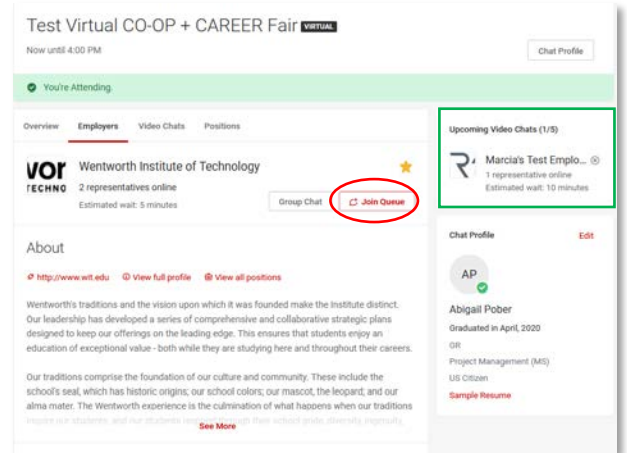 Test Virtual CO-OP + CAREER Fair VIRTUAL
Now until 4:00 PM
Chat Profile
You're Attending.
Overview Employers Video Chats Positions
WOr
TECHNO
Wentworth Institute of Technology
2 representatives online
Estimated wait: 5 minutes
Group Chat
Join Queue
About
http://www.wit.edu View full profile View all positions
Wentworth's traditions and the vision upon which it was founded make the Institute distinct.
Our leadership has developed a series of comprehensive and collaborative strategic plans
designed to keep our offerings on the leading edge. This ensures that students enjoy an
education of exceptional value - both while they are studying here and throughout their careers.
Our traditions comprise the foundation of our culture and community. These include the
school's seal, which has historic origins; our school colors; our mascot, the leopard; and our
alma mater. The Wentworth experience is the culmination of what happens when our traditions
See More
Upcoming Video Chats (1/5)
Marcia's Test Emplo...
1 representative online
Estimated wait: 10 minutes
Chat Profile Edit
AP
Abigail Pober
Graduated in April, 2020
GR
Project Management (MS)
US Citizen
Sample Resume